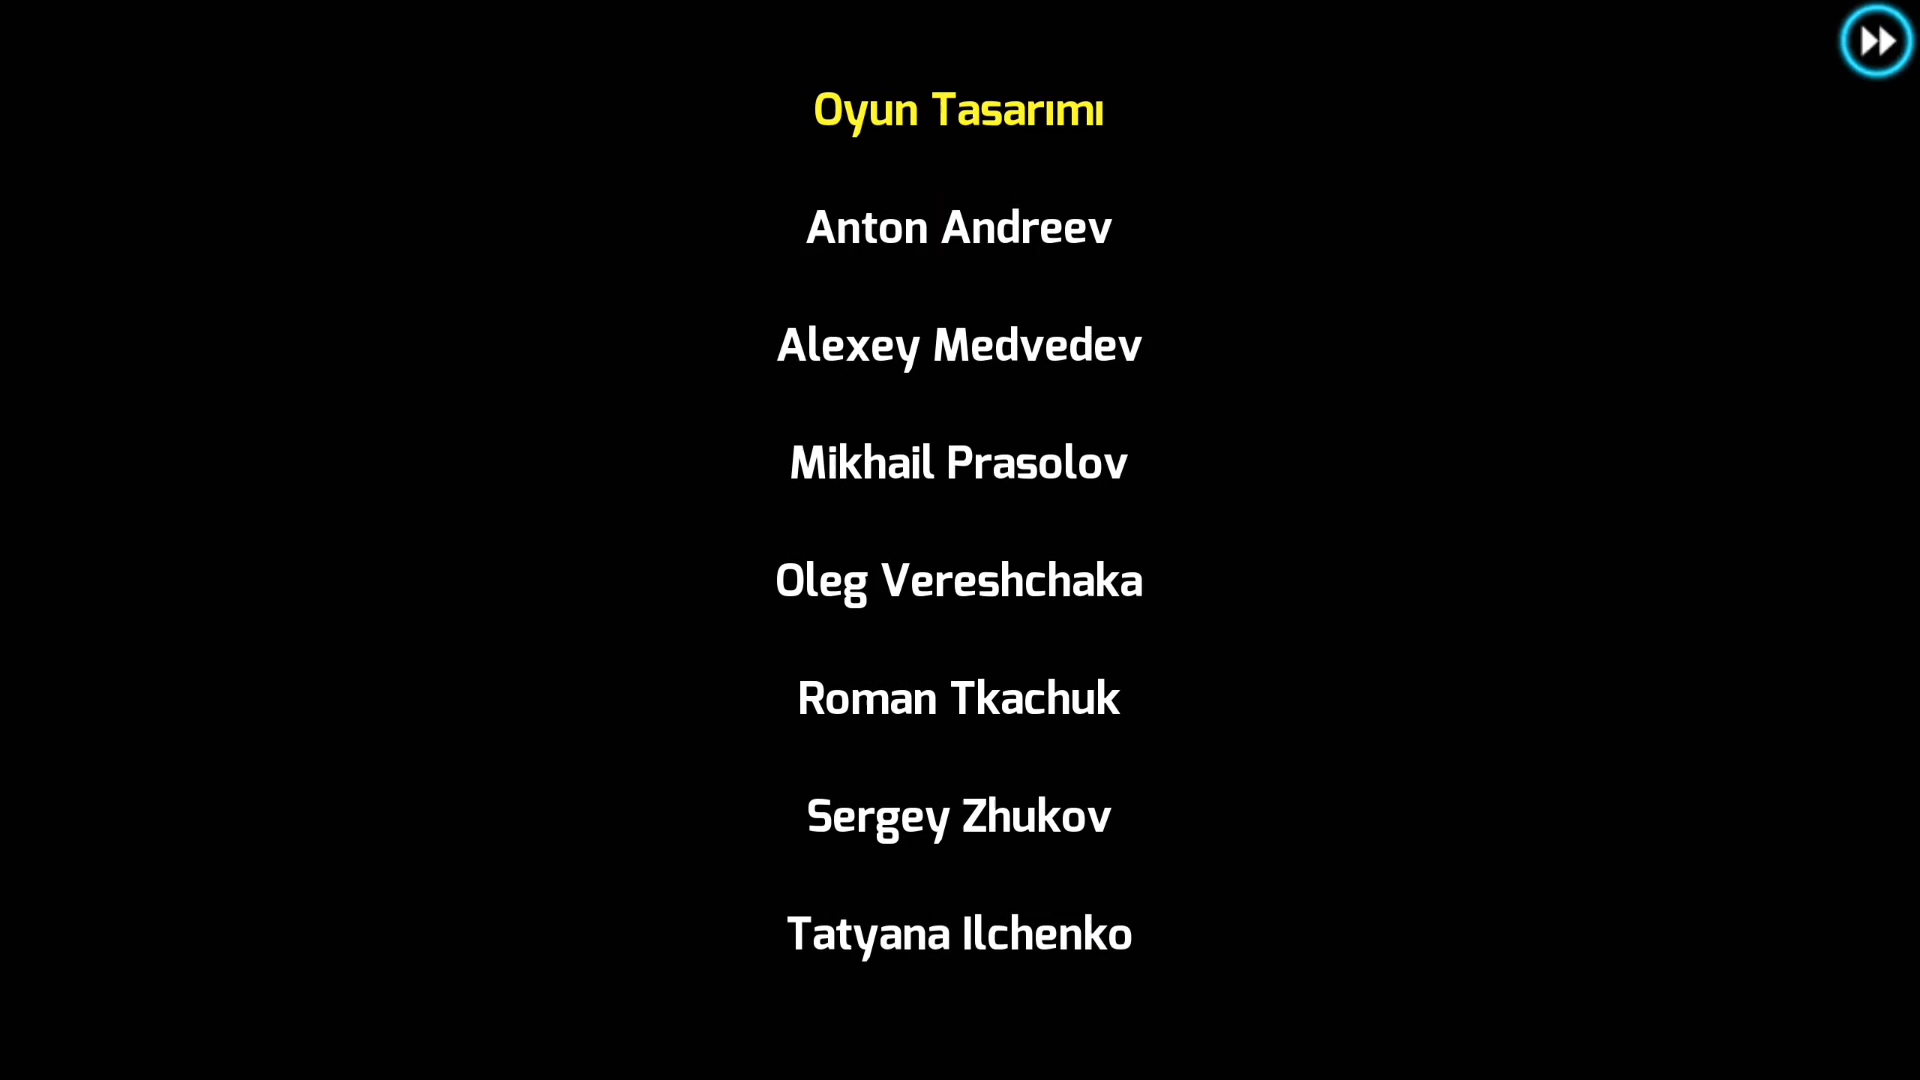 Oyun Tasarımı
Anton Andreev
Alexey Medvedev
Mikhail Prasolov
Oleg Vereshchaka
Roman Tkachuk
Sergey Zhukov
Tatyana Ilchenko